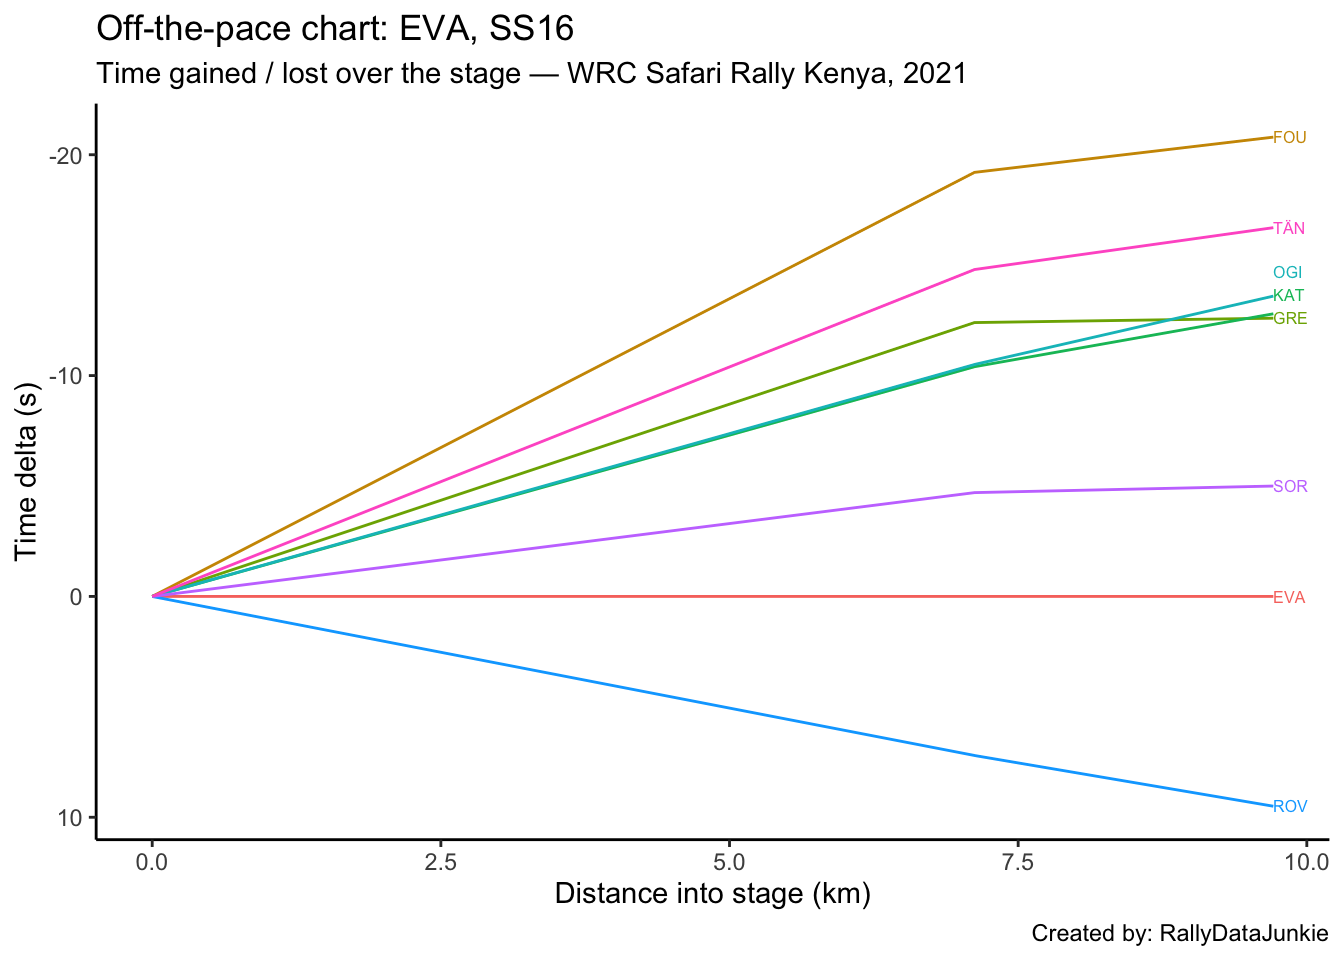 Off-the-pace chart: EVA, SS16
Time gained / lost over the stage — WRC Safari Rally Kenya, 2021
Time delta (s)
-20
-10
0
10
FOU
TÄN
OGI
KAT
GRE
SOR
EVA
ROV
0.0 2.5 5.0 7.5 10.0
Distance into stage (km)
Created by: RallyDataJunkie